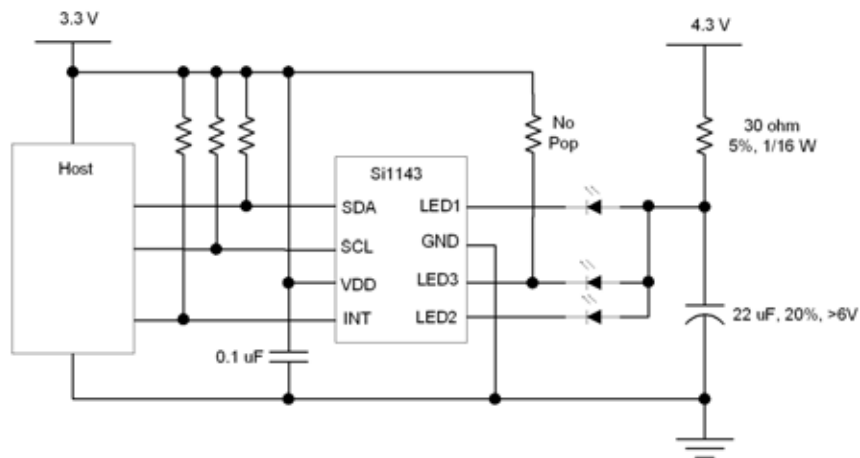 3.3 V
4.3 V
No
Pop
30 ohm
5%, 1/16 W
Host
Si1143
SDA
LED1
SCL
GND
VDD
LED3
INT
LED2
0.1 uF
22 uF, 20%, >6V